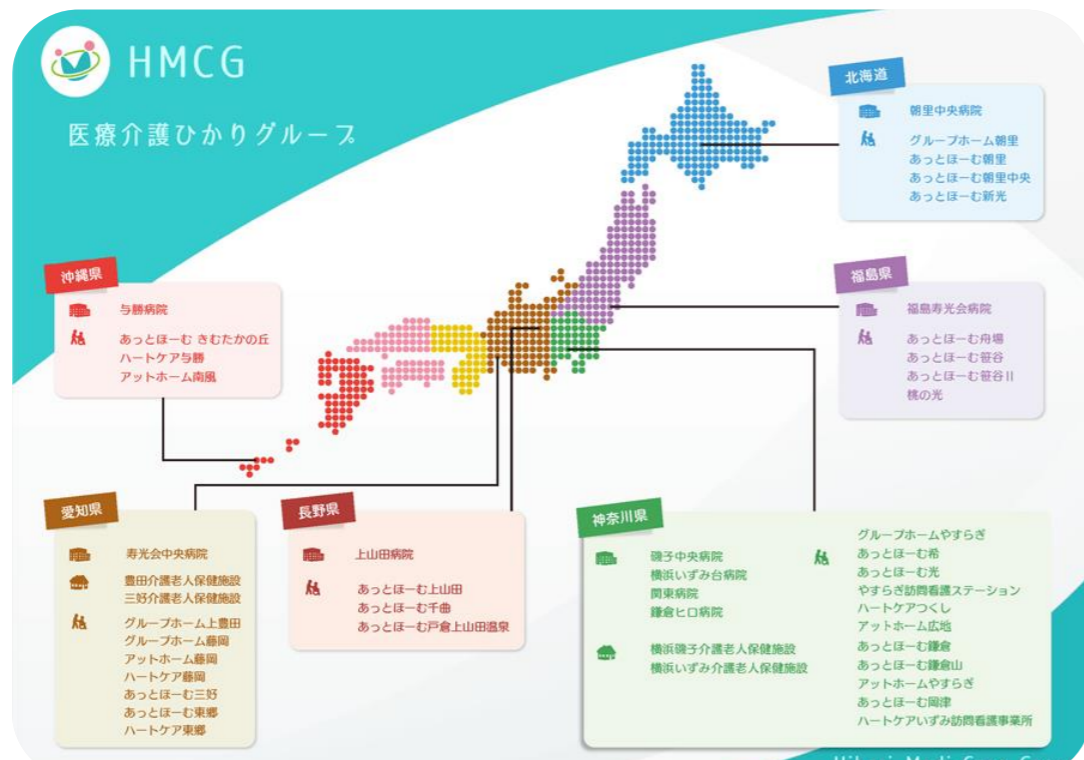 HMCG
医療介護ひかりグループ
北海道
朝里中央病院
グループホーム朝里
あっとほーむ朝里
あっとほーむ朝里中央
あっとほーむ新光
沖縄県
与勝病院
あっとほーむ きむたかの丘
ハートケア与勝
アットホーム南風
福島県
福島寿光会病院
あっとほーむ舟場
あっとほーむ笹谷
あっとほーむ笹谷II
桃の光
愛知県
寿光会中央病院
豊田介護老人保健施設
三好介護老人保健施設
グループホーム上豊田
グループホーム藤岡
アットホーム藤岡
ハートケア藤岡
あっとほーむ三好
あっとほーむ東郷
ハートケア東郷
長野県
上山田病院
あっとほーむ上山田
あっとほーむ千曲
あっとほーむ戸倉上山田温泉
神奈川県
磯子中央病院
横浜いずみ台病院
関東病院
鎌倉ヒロ病院
横浜磯子介護老人保健施設
横浜いずみ介護老人保健施設
グループホームやすらぎ
あっとほーむ希
あっとほーむ光
やすらぎ訪問看護ステーション
ハートケアつくし
アットホーム広地
あっとほーむ鎌倉
あっとほーむ鎌倉山
アットホームやすらぎ
あっとほーむ岡津
ハートケアいずみ訪問看護事業所